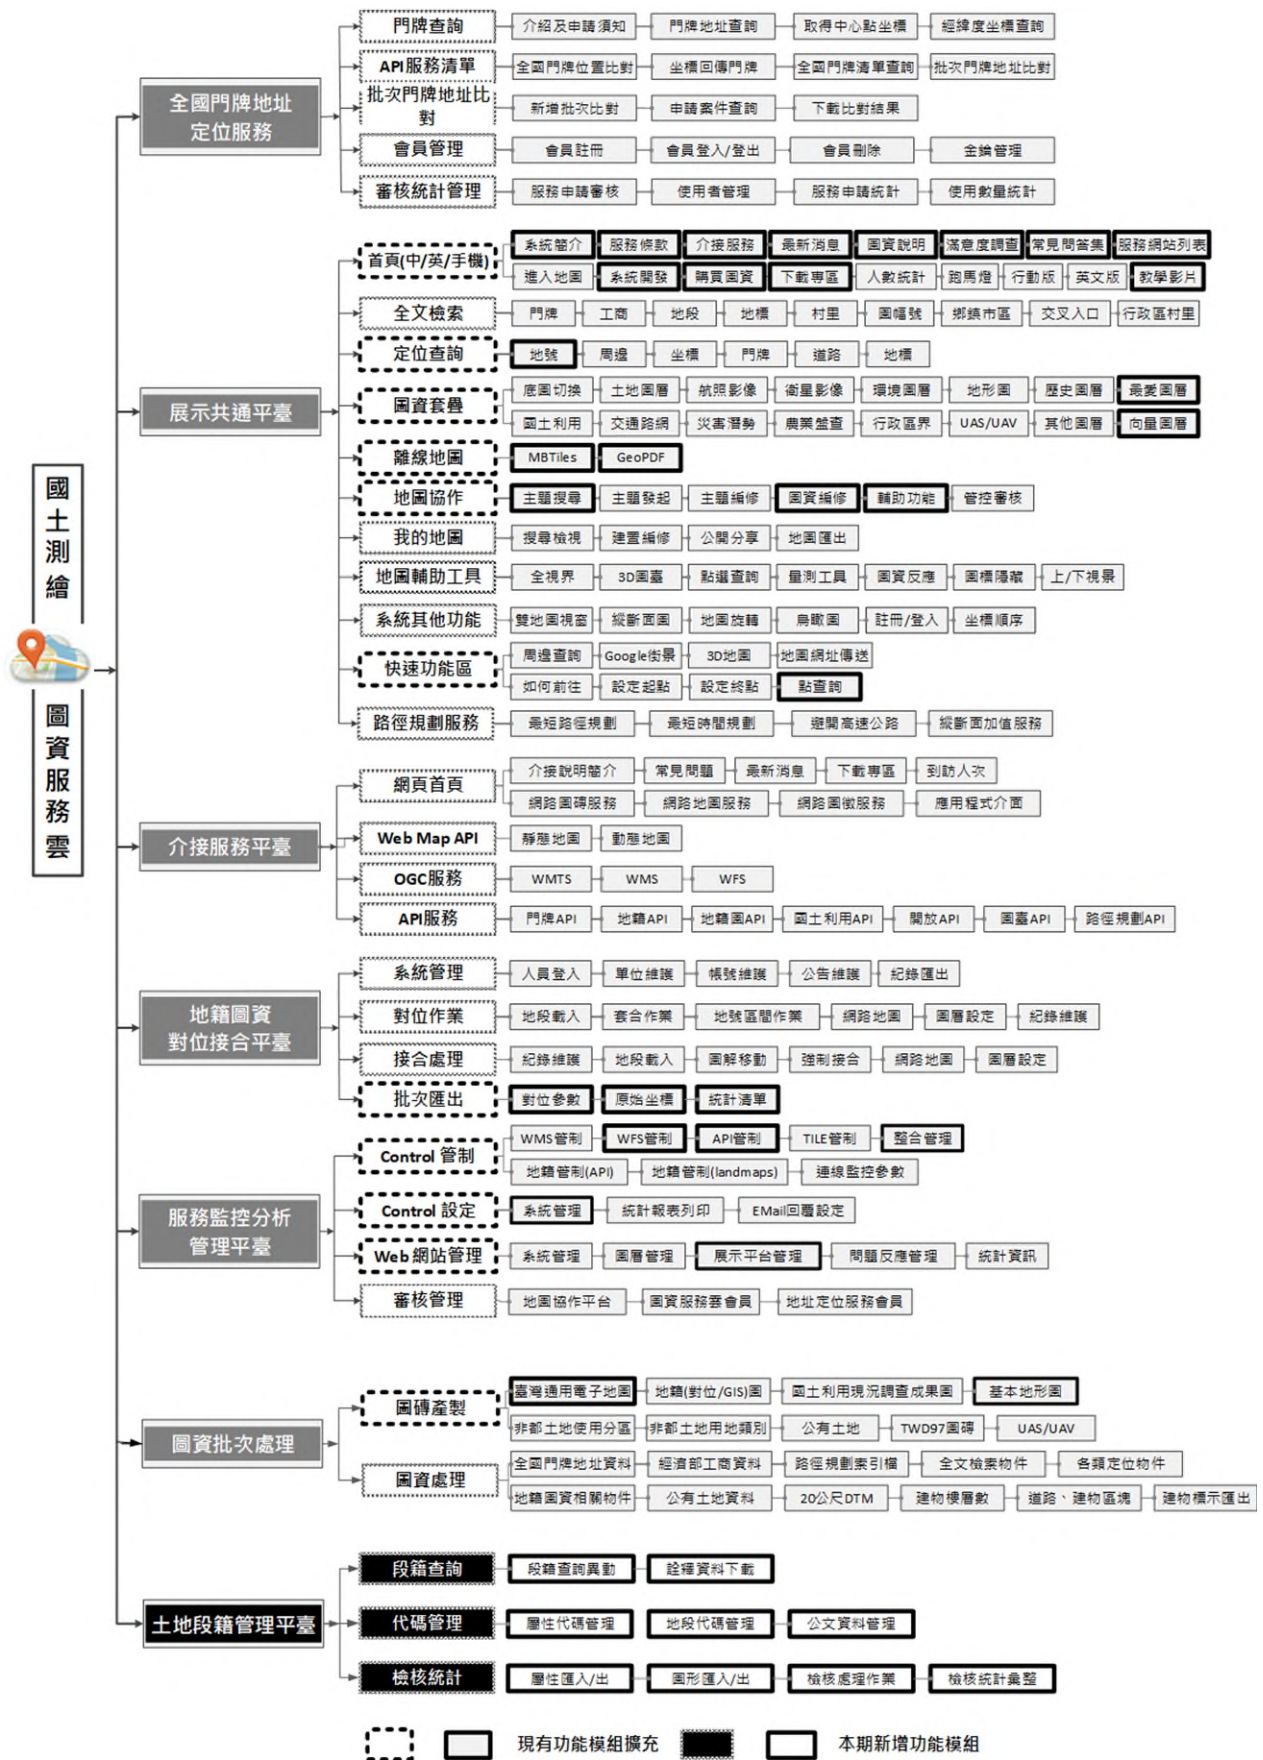 國土測繪圖資服務雲
全國門牌地址
定位服務
門牌查詢
介紹及申請須知 門牌地址查詢 取得中心點坐標 經緯度坐標查詢
API服務清單
全國門牌位置比對 坐標回傳門牌 全國門牌清單查詢 批次門牌地址比對
批次門牌地址比
對
新增批次比對 申請案件查詢 下載比對結果
會員管理
會員註冊 會員登入/登出 會員刪除 金鑰管理
審核統計管理
服務申請審核 使用者管理 服務申請統計 使用數量統計
展示共通平臺
首頁(中/英/手機)
系統簡介 服務條款 介接服務 最新消息 圖資說明 滿意度調查 常見問答集 服務網站列表
進入地圖 系統開發 購買圖資 下載專區 人數統計 跑馬燈 行動版 英文版 教學影片
全文檢索
門牌 工商 地段 地標 村里 圖幅號 鄉鎮市區 交叉入口 行政區村里
定位查詢
地號 周邊 坐標 門牌 道路 地標
圖資套疊
底圖切換 土地圖層 航照影像 衛星影像 環境圖層 地形圖 歷史圖層 最愛圖層
國土利用 交通路網 災害潛勢 農業盤查 行政區界 UAS/UAV 其他圖層 向量圖層
離線地圖
MBTiles GeoPDF
地圖協作
主題搜尋 主題發起 主題編修 圖資編修 輔助功能 管控審核
我的地圖
搜尋檢視 建置編修 公開分享 地圖匯出
地圖輔助工具
全視界 3D圖臺 點選查詢 量測工具 圖資反應 圖標隱藏 上/下視景
系統其他功能
雙地圖視窗 縱斷面圖 地圖旋轉 鳥瞰圖 註冊/登入 坐標順序
快速功能區
周邊查詢 Google街景 3D地圖 地圖網址傳送
如何前往 設定起點 設定終點 點查詢
路徑規劃服務
最短路徑規劃 最短時間規劃 避開高速公路 縱斷面加值服務
介接服務平臺
網頁首頁
介接說明簡介 常見問題 最新消息 下載專區 到訪人次
網路圖磚服務 網路地圖服務 網路圖徵服務 應用程式介面
Web Map API
靜態地圖 動態地圖
OGC服務
WMTS WMS WFS
API服務
門牌API 地籍API 地籍圖API 國土利用API 開放API 圖臺API 路徑規劃API
地籍圖資
對位接合平臺
系統管理
人員登入 單位維護 帳號維護 公告維護 紀錄匯出
對位作業
地段載入 套合作業 地號區間作業 網路地圖 圖層設定 紀錄維護
接合處理
紀錄維護 地段載入 圖解移動 強制接合 網路地圖 圖層設定
批次匯出
對位參數 原始坐標 統計清單
服務監控分析
管理平臺
Control 管制
WMS管制 WFS管制 API管制 TILE管制 整合管理
地籍管制(API) 地籍管制(landmaps) 連線監控參數
Control 設定
系統管理 統計報表列印 EMail回覆設定
Web 網站管理
系統管理 圖層管理 展示平台管理 問題反應管理 統計資訊
審核管理
地圖協作平台 圖資服務雲會員 地址定位服務會員
圖資批次處理
圖磚產製
臺灣通用電子地圖 地籍(對位/GIS)圖 國土利用現況調查成果圖 基本地形圖
非都土地使用分區 非都土地用地類別 公有土地 TWD97圖磚 UAS/UAV
圖資處理
全國門牌地址資料 經濟部工商資料 路徑規劃索引檔 全文檢索物件 各類定位物件
地籍圖資相關物件 公有土地資料 20公尺DTM 建物樓層數 道路、建物區塊 建物標示匯出
土地段籍管理平臺
段籍查詢
段籍查詢異動 詮釋資料下載
代碼管理
屬性代碼管理 地段代碼管理 公文資料管理
檢核統計
屬性匯入/出 圖形匯入/出 檢核處理作業 檢核統計彙整
現有功能模組擴充 本期新增功能模組